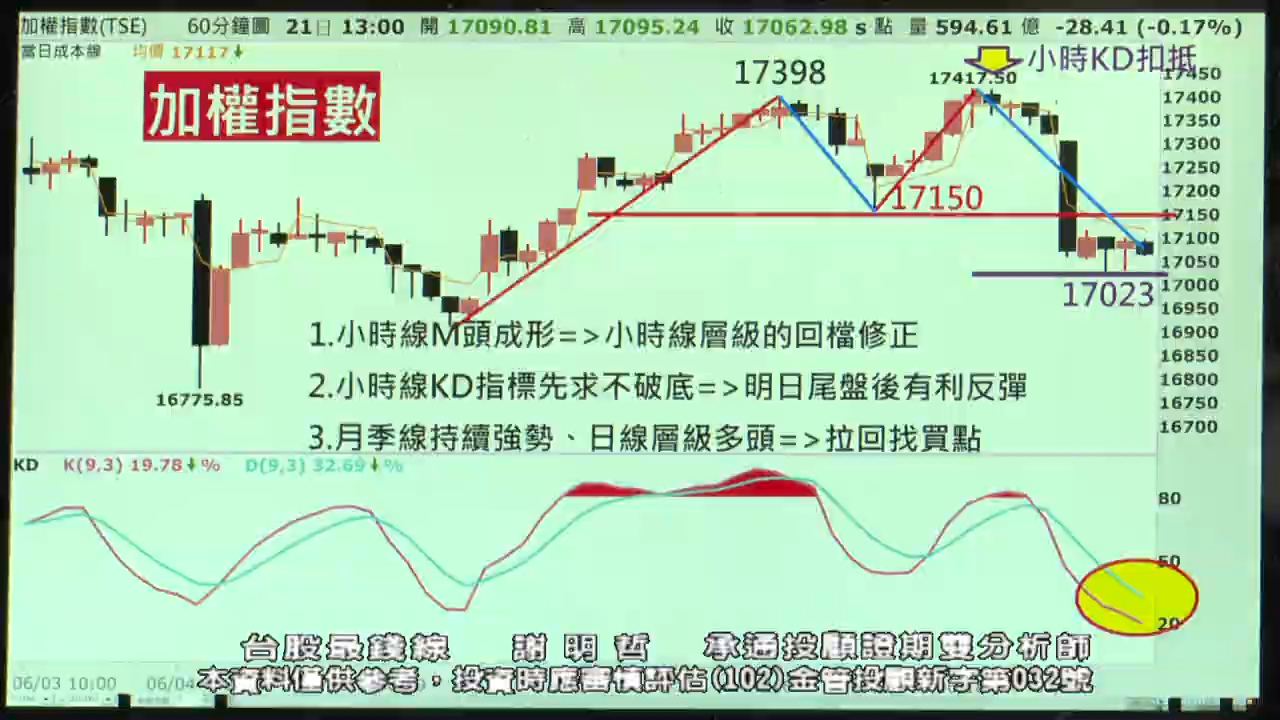 加權指數(TSE) 60分鐘圖 21日 13:00 開 17090.81 高 17095.24 收 17062.98 s 點 量 594.61 億 -28.41 (-0.17%)
當日成本線 均價 17117↓
小時KD扣抵
17398
17417.50
加權指數
17450
17400
17350
17300
17250
17200
17150
17150
17100
17050
17000
17023
16950
16900
16850
16800
16750
16700
1.小時線M頭成形=>小時線層級的回檔修正
2.小時線KD指標先求不破底=>明日尾盤後有利反彈
16775.85
3.月季線持續強勢、日線層級多頭=>拉回找買點
KD K(9,3) 19.78↓% D(9,3) 32.69↓%
80
50
20
台股最錢線 謝明哲 承通投顧證期雙分析師
06/03 10:00 06/04
本資料僅供參考，投資時應審慎評估(102)金管投顧新字第032號